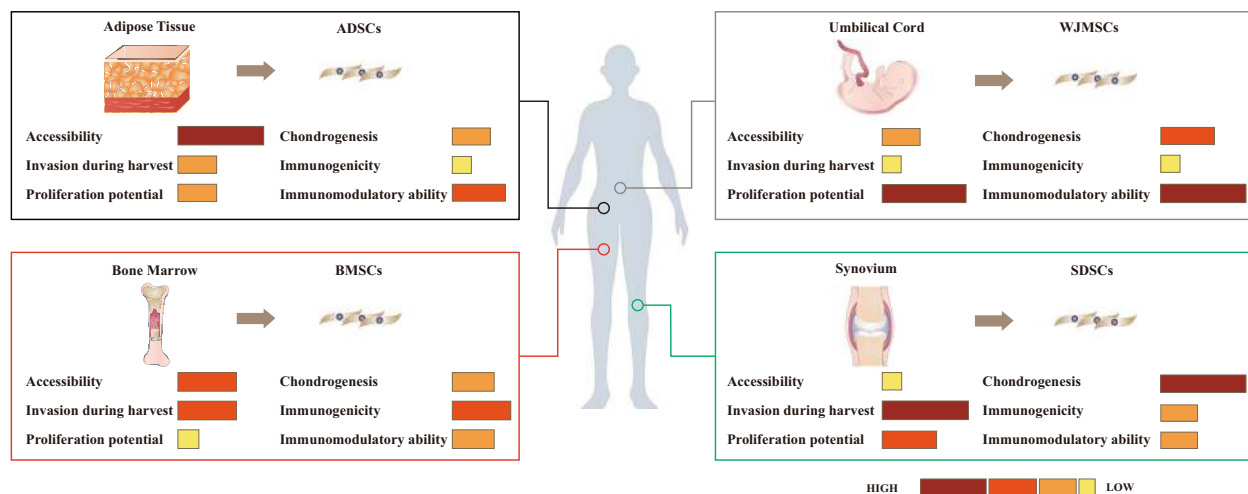 Adipose Tissue
ADSCs
Accessibility
Chondrogenesis
Invasion during harvest
Immunogenicity
Proliferation potential
Immunomodulatory ability
Umbilical Cord
WJMSCs
Accessibility
Chondrogenesis
Invasion during harvest
Immunogenicity
Proliferation potential
Immunomodulatory ability
Bone Marrow
BMSCs
Accessibility
Chondrogenesis
Invasion during harvest
Immunogenicity
Proliferation potential
Immunomodulatory ability
Synovium
SDSCs
Accessibility
Chondrogenesis
Invasion during harvest
Immunogenicity
Proliferation potential
Immunomodulatory ability
HIGH LOW